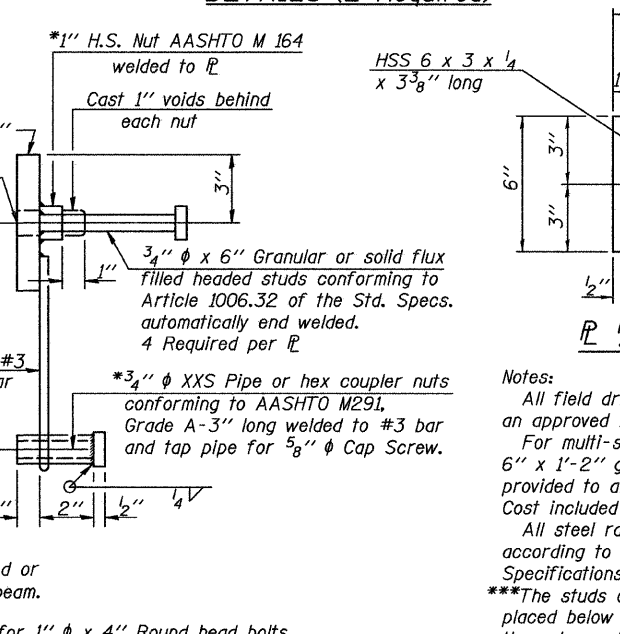 *1" H.S. Nut AASHTO M 164
welded to ℞
HSS 6 x 3 x 1/4
x 3 3/8" long
Cast 1" voids behind
each nut
3"
6"
3"
3"
3/4" ϕ x 6" Granular or solid flux
filled headed studs conforming to
Article 1006.32 of the Std. Specs.
automatically end welded.
4 Required per ℞
1"
1/2"
℞
#3
*3/4" ϕ XXS Pipe or hex coupler nuts
conforming to AASHTO M291,
Grade A-3" long welded to #3 bar
and tap pipe for 5/8" ϕ Cap Screw.
2"
1/2"
1/4
Notes:
All field
an approved
For
6" x 1'-2"
provided to
Cost included
All steel
according to
Specifications
***The studs
placed below
or
beam.
for 1" ϕ x 4" Round head bolts